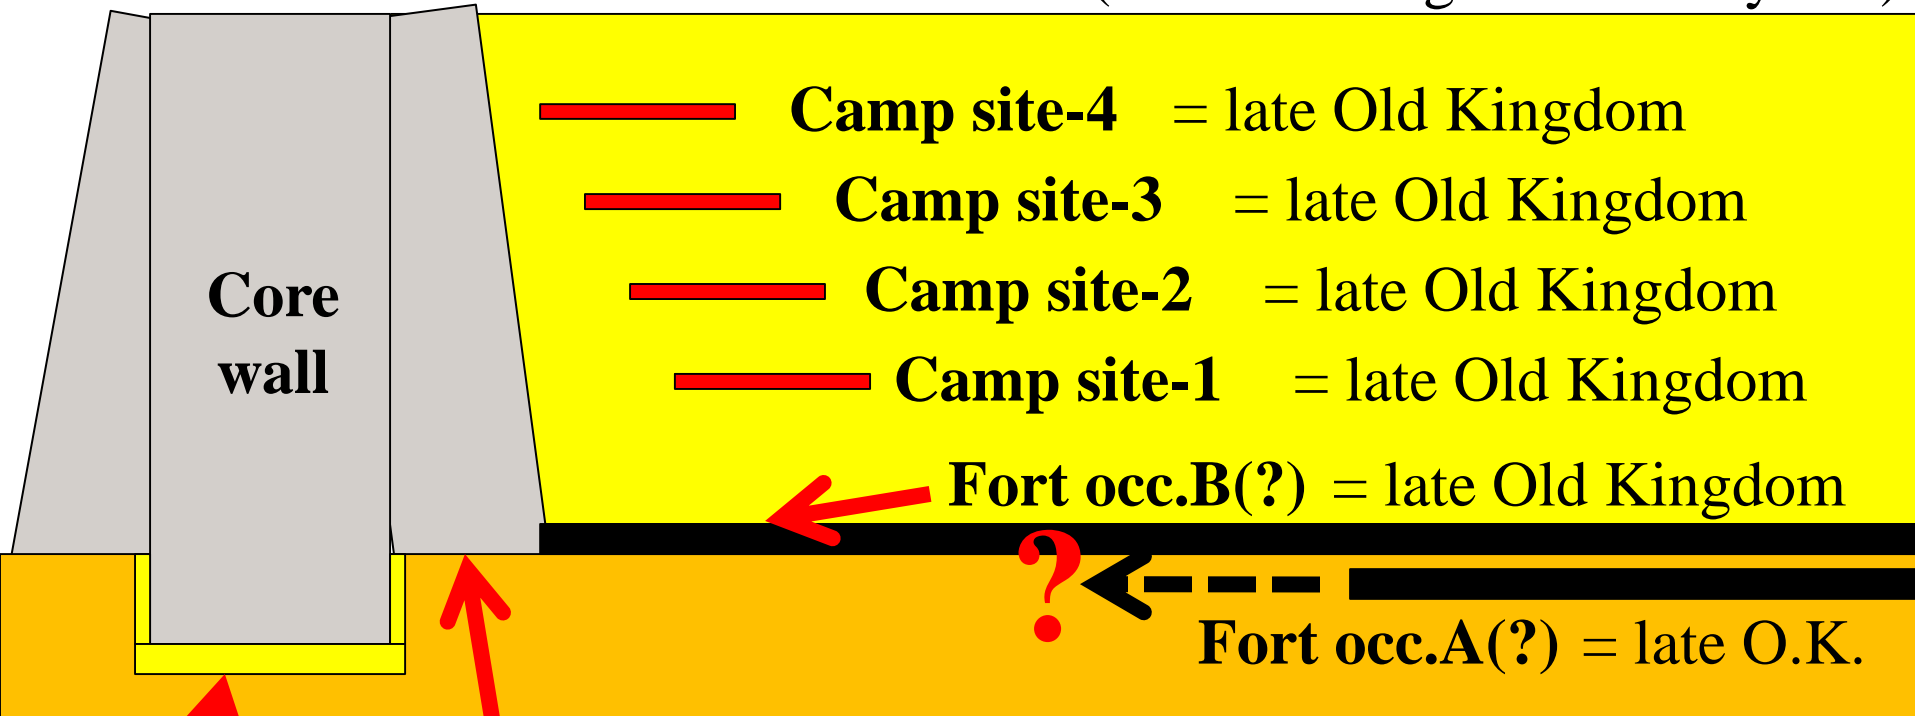 Camp site-4 = late Old Kingdom
Camp site-3 = late Old Kingdom
Core
wall
Camp site-2 = late Old Kingdom
Camp site-1 = late Old Kingdom
Fort occ.B(?) = late Old Kingdom
?
Fort occ.A(?) = late O.K.